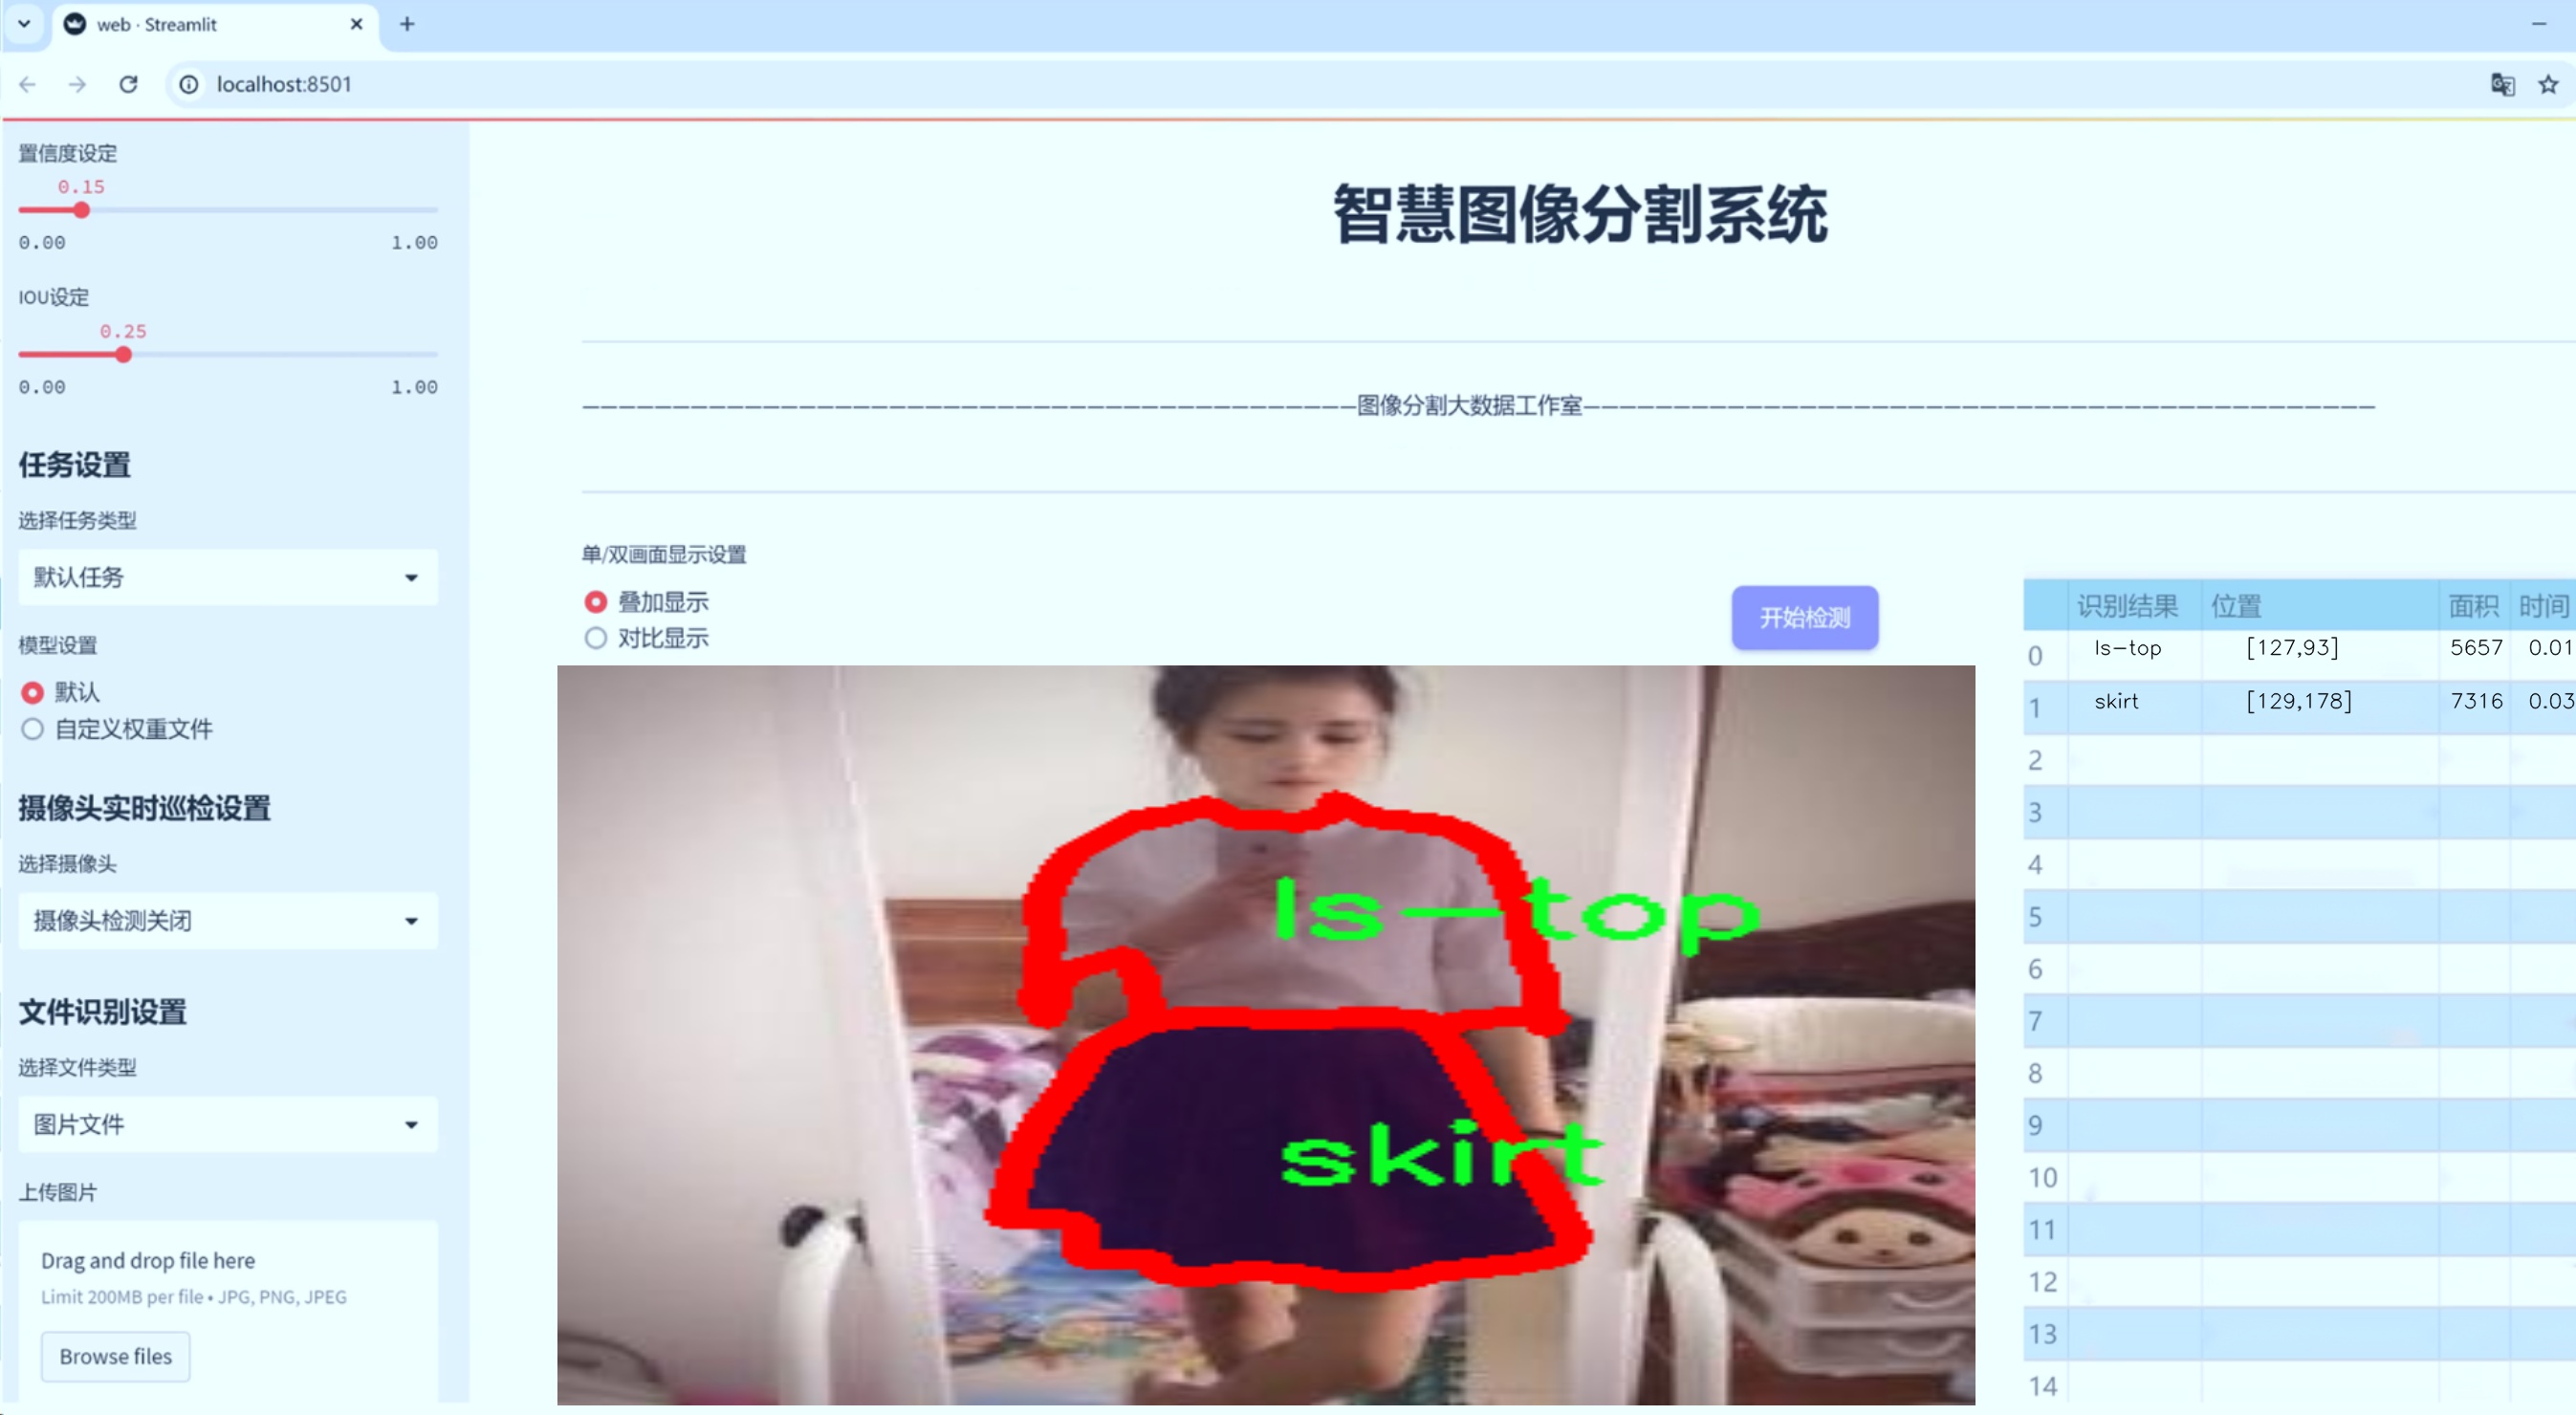 web · Streamlit
localhost:8501
置信度设定
0.15
0.00 1.00
IOU设定
0.25
0.00 1.00
任务设置
选择任务类型
默认任务
模型设置
默认
自定义权重文件
摄像头实时巡检设置
选择摄像头
摄像头检测关闭
文件识别设置
选择文件类型
图片文件
上传图片
Drag and drop file here
Limit 200MB per file • JPG, PNG, JPEG
Browse files
智慧图像分割系统
图像分割大数据工作室
单/双画面显示设置
叠加显示
对比显示
开始检测
ls-top
skirt
识别结果 位置 面积 时间
0 ls-top [127,93] 5657 0.01
1 skirt [129,178] 7316 0.03
2
3
4
5
6
7
8
9
10
11
12
13
14